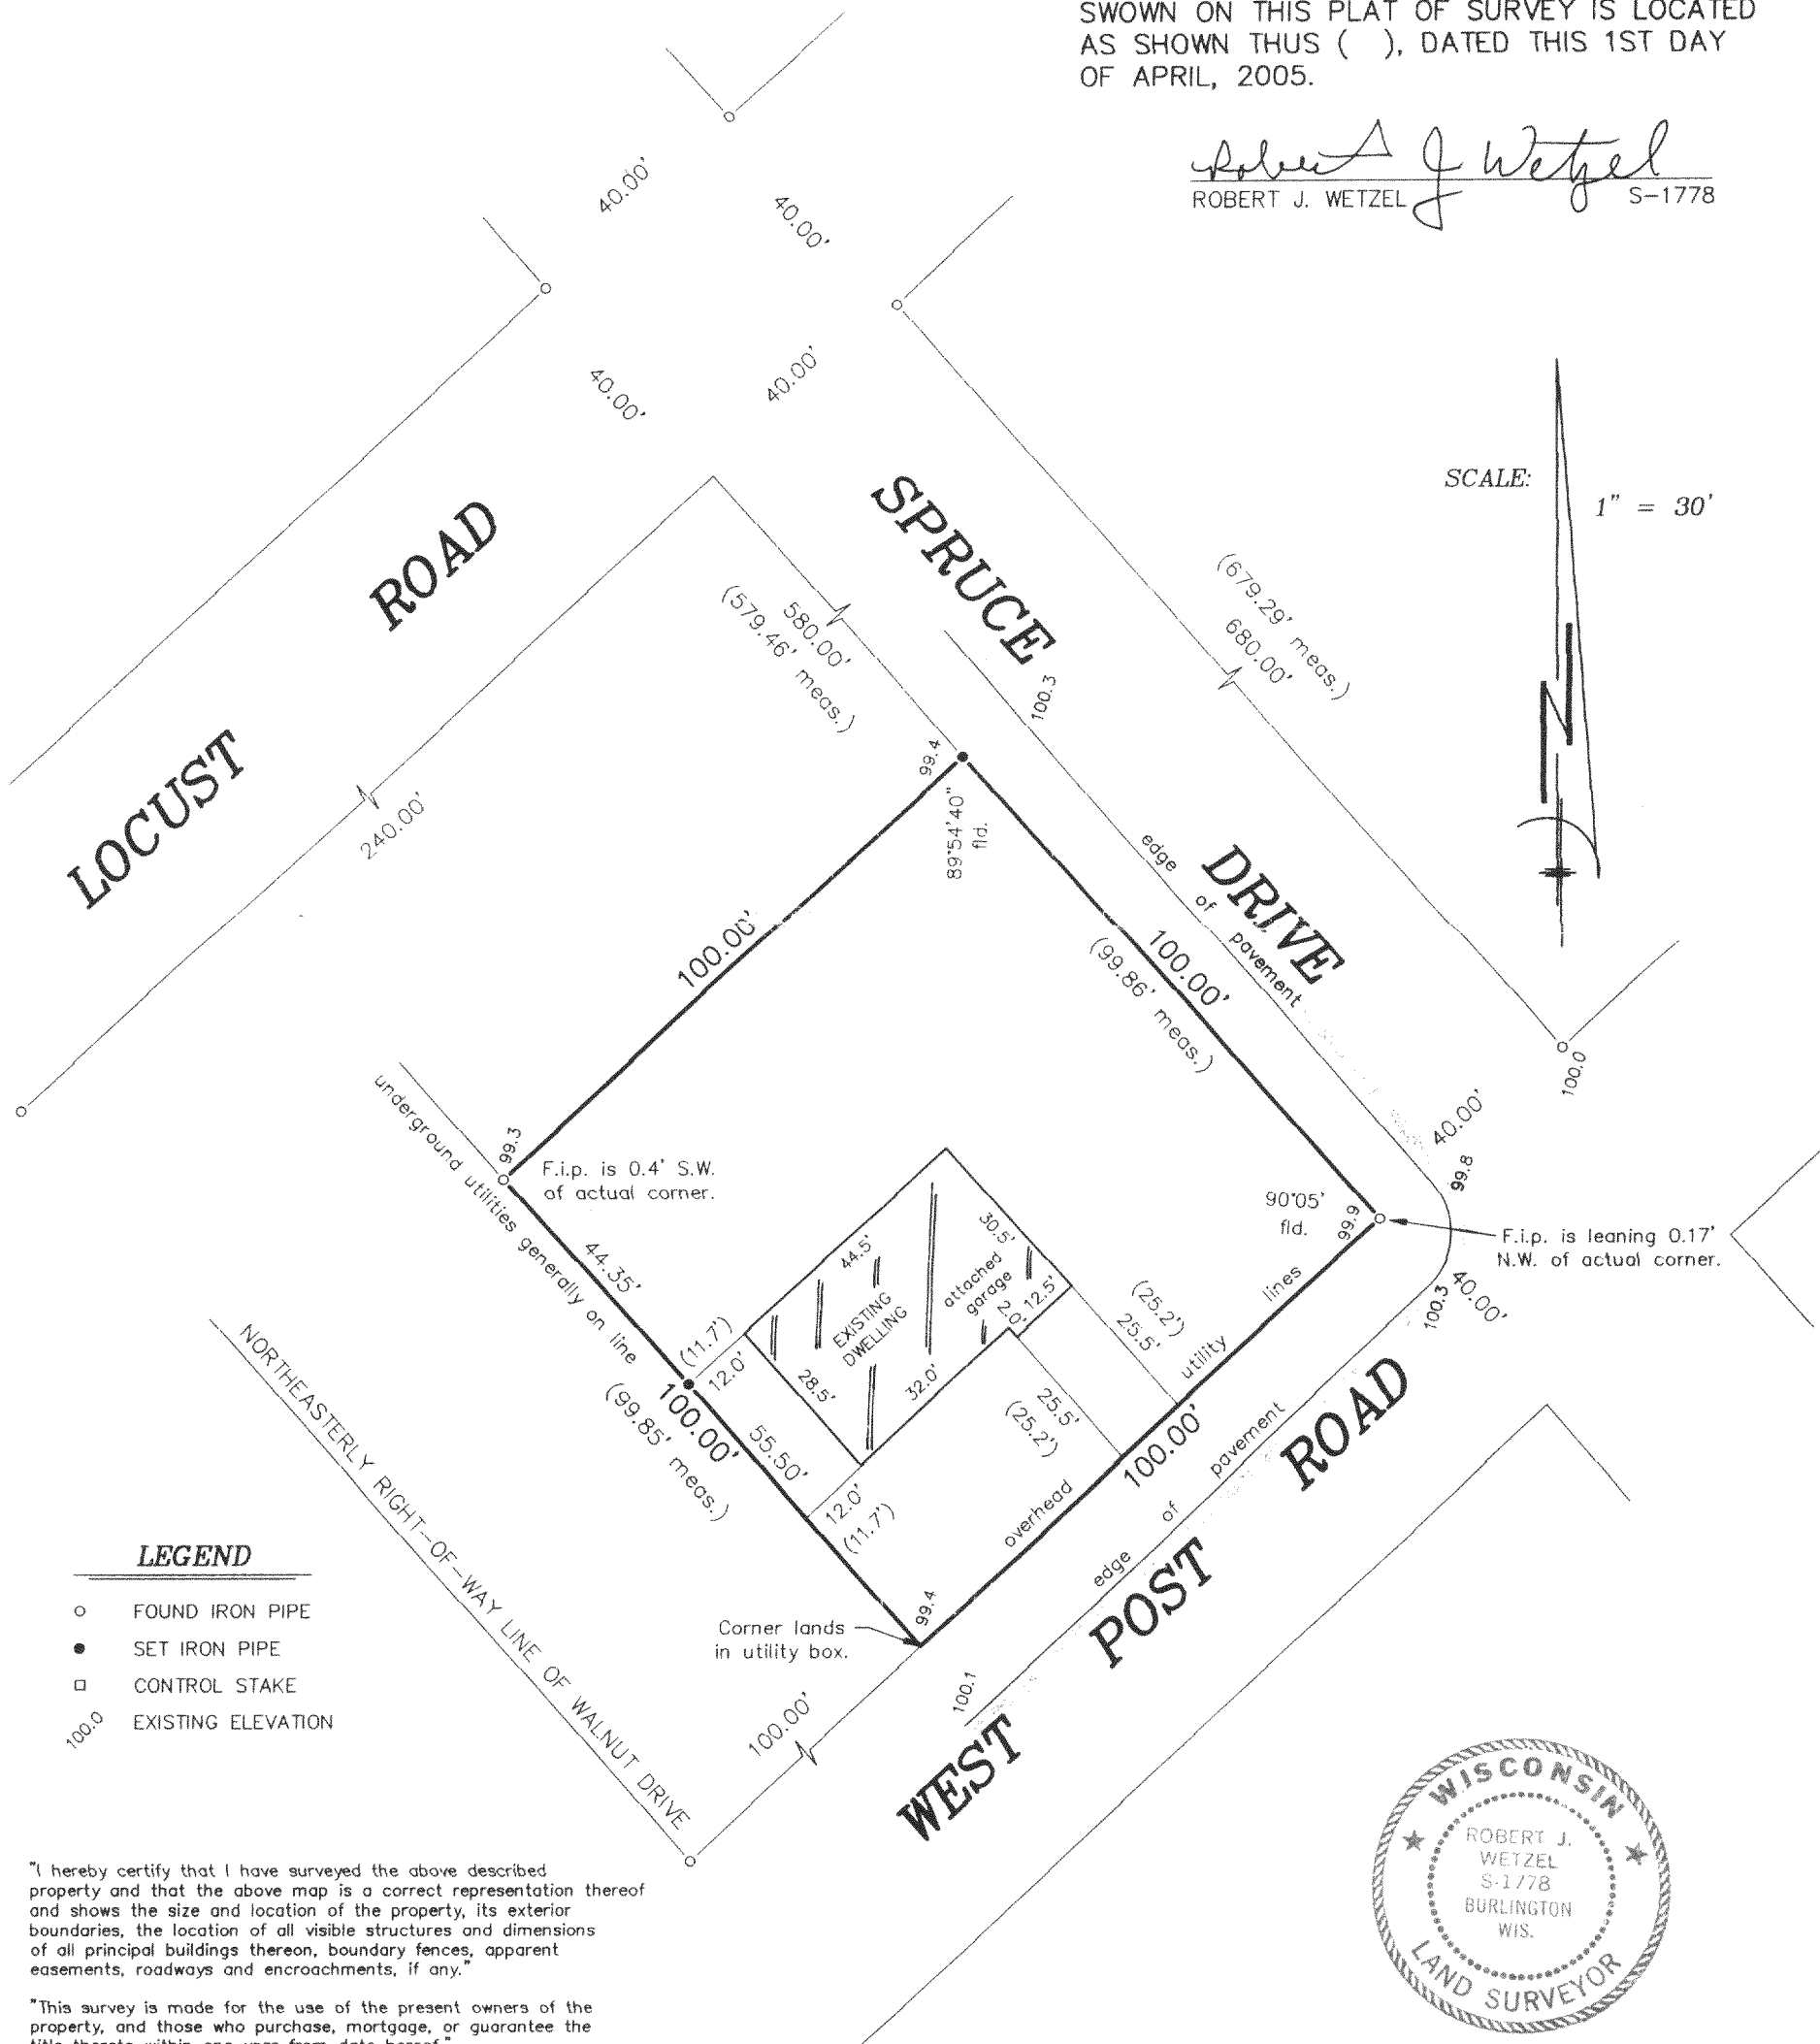 SWOWN ON THIS PLAT OF SURVEY IS LOCATED
AS SHOWN THUS ( ), DATED THIS 1ST DAY
OF APRIL, 2005.
Robert J Wetzel
ROBERT J. WETZEL S-1778
40.00'
40.00'
40.00'
40.00'
SCALE:
1" = 30'
N
LOCUST ROAD
240.00'
SPRUCE DRIVE
580.00'
(579.46' meas.)
(679.29' meas.)
680.00'
100.3
99.4
89°54'40"
fld.
edge of pavement
100.00'
100.00'
(99.86' meas.)
100.0
40.00'
99.8
99.3
F.i.p. is 0.4' S.W.
of actual corner.
underground utilities generally on line
44.35'
90°05'
fld.
99.9
F.i.p. is leaning 0.17'
N.W. of actual corner.
40.00'
100.3
44.5'
30.5'
attached
garage
2.0'
12.5'
EXISTING
DWELLING
28.5'
32.0'
(11.7')
12.0'
(25.2')
25.5'
25.5'
(25.2')
100.00'
(99.85' meas.)
55.50'
12.0'
(11.7')
overhead utility lines
100.00'
edge of pavement
WEST POST ROAD
99.4
Corner lands
in utility box.
100.1
100.00'
NORTHEASTERLY RIGHT-OF-WAY LINE OF WALNUT DRIVE
LEGEND
FOUND IRON PIPE
SET IRON PIPE
CONTROL STAKE
100.0 EXISTING ELEVATION
"I hereby certify that I have surveyed the above described
property and that the above map is a correct representation thereof
and shows the size and location of the property, its exterior
boundaries, the location of all visible structures and dimensions
of all principal buildings thereon, boundary fences, apparent
easements, roadways and encroachments, if any."
"This survey is made for the use of the present owners of the
property, and those who purchase, mortgage, or guarantee the
title thereto within one year from date hereof."
WISCONSIN
ROBERT J.
WETZEL
S-1778
BURLINGTON
WIS.
LAND SURVEYOR